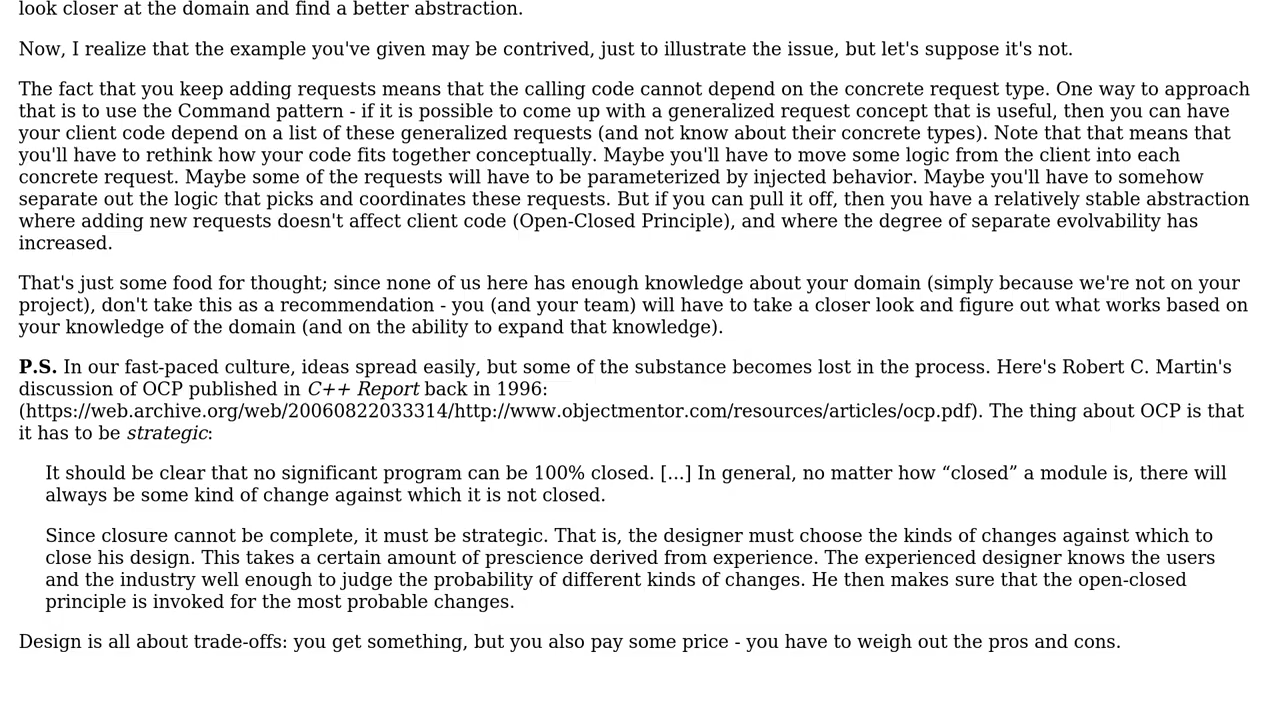 look closer at the domain and find a better abstraction.
Now, I realize that the example you've given may be contrived, just to illustrate the issue, but let's suppose it's not.
The fact that you keep adding requests means that the calling code cannot depend on the concrete request type. One way to approach
that is to use the Command pattern - if it is possible to come up with a generalized request concept that is useful, then you can have
your client code depend on a list of these generalized requests (and not know about their concrete types). Note that that means that
you'll have to rethink how your code fits together conceptually. Maybe you'll have to move some logic from the client into each
concrete request. Maybe some of the requests will have to be parameterized by injected behavior. Maybe you'll have to somehow
separate out the logic that picks and coordinates these requests. But if you can pull it off, then you have a relatively stable abstraction
where adding new requests doesn't affect client code (Open-Closed Principle), and where the degree of separate evolvability has
increased.
That's just some food for thought; since none of us here has enough knowledge about your domain (simply because we're not on your
project), don't take this as a recommendation - you (and your team) will have to take a closer look and figure out what works based on
your knowledge of the domain (and on the ability to expand that knowledge).
P.S. In our fast-paced culture, ideas spread easily, but some of the substance becomes lost in the process. Here's Robert C. Martin's
discussion of OCP published in C++ Report back in 1996:
(https://web.archive.org/web/20060822033314/http://www.objectmentor.com/resources/articles/ocp.pdf). The thing about OCP is that
it has to be strategic:
It should be clear that no significant program can be 100% closed. [...] In general, no matter how “closed” a module is, there will
always be some kind of change against which it is not closed.
Since closure cannot be complete, it must be strategic. That is, the designer must choose the kinds of changes against which to
close his design. This takes a certain amount of prescience derived from experience. The experienced designer knows the users
and the industry well enough to judge the probability of different kinds of changes. He then makes sure that the open-closed
principle is invoked for the most probable changes.
Design is all about trade-offs: you get something, but you also pay some price - you have to weigh out the pros and cons.